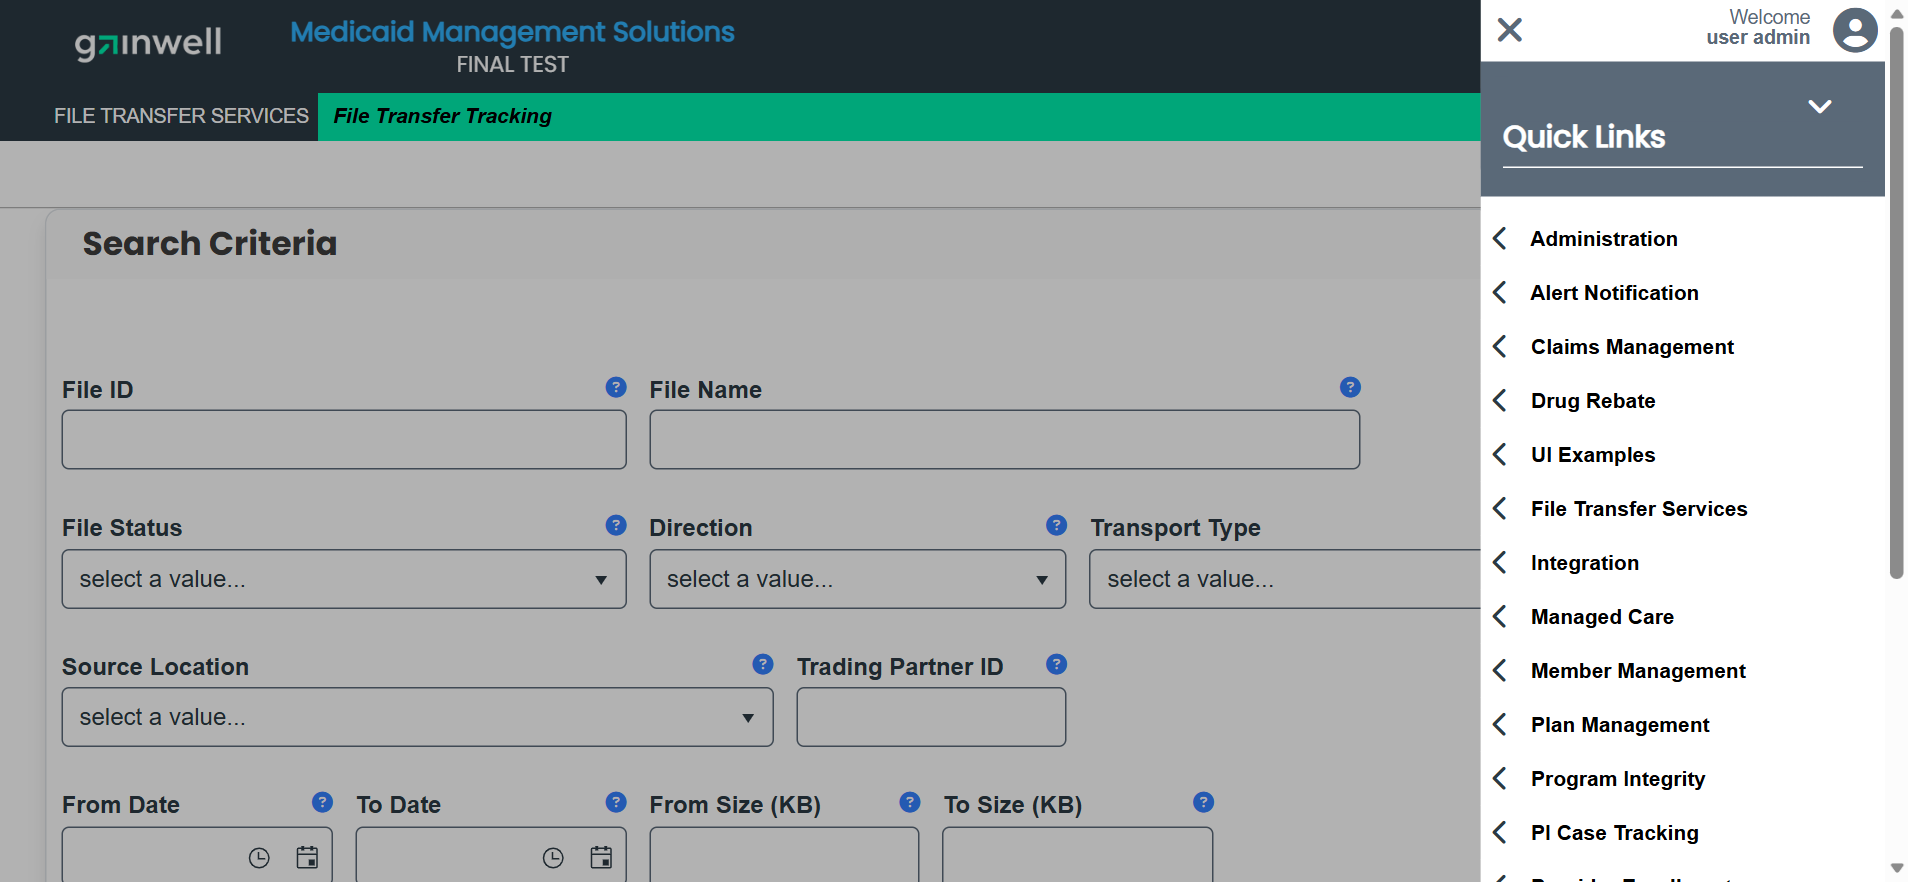 gainwell
Medicaid Management Solutions
FINAL TEST
Welcome
user admin
FILE TRANSFER SERVICES
File Transfer Tracking
Quick Links
Search Criteria
File ID ?
File Name ?
File Status ?
select a value...
Direction ?
select a value...
Transport Type
select a value...
Source Location ?
select a value...
Trading Partner ID ?
From Date ?
To Date ?
From Size (KB) ?
To Size (KB) ?
Administration
Alert Notification
Claims Management
Drug Rebate
UI Examples
File Transfer Services
Integration
Managed Care
Member Management
Plan Management
Program Integrity
PI Case Tracking